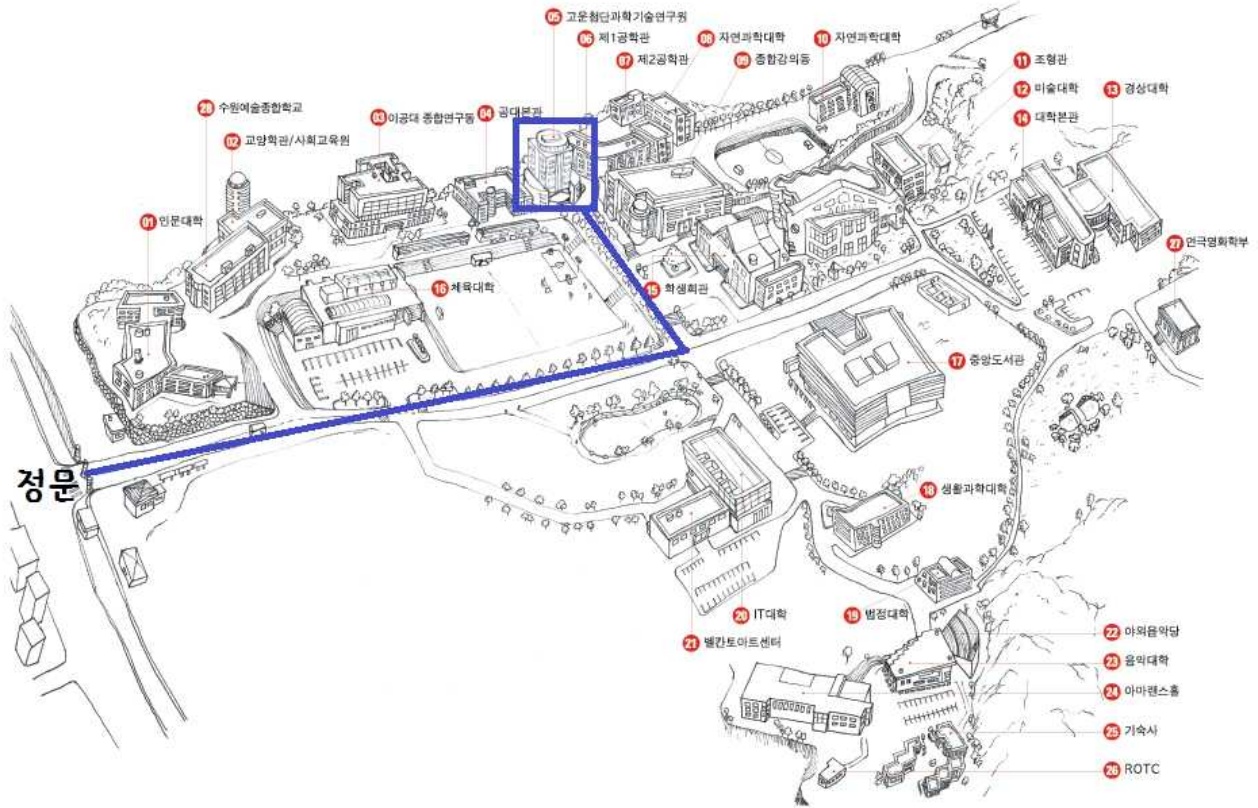 05 고운첨단과학기술연구원
06 제1공학관
08 자연과학대학
10 자연과학대학
07 제2공학관
09 종합강의동
11 조형관
12 미술대학
13 경상대학
14 대학본관
28 수원예술종합학교
02 교양학관/사회교육원
03 이공대 종합연구동
04 공대본관
01 인문대학
27 연극영화학부
16 체육대학
15 학생회관
17 중앙도서관
정문
18 생활과학대학
20 IT대학
19 법정대학
21 벨칸토아트센터
22 야외음악당
23 음악대학
24 아마랜스홀
25 기숙사
26 ROTC